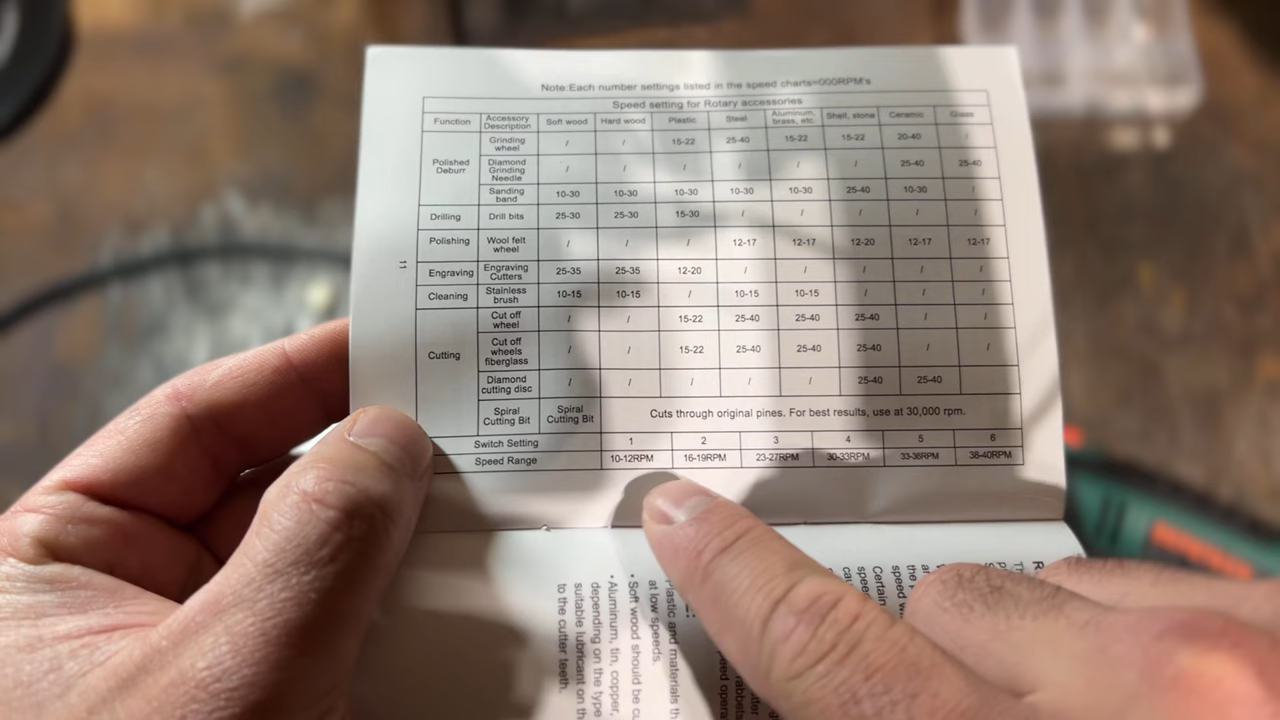 Note:Each number settings listed in the speed charts=000RPM's
Speed setting for Rotary accessories
Function Accessory Description Soft wood Hard wood Plastic Steel Aluminum, brass, etc. Shell, stone Ceramic Glass
Polished Deburr Grinding wheel / / 15-22 25-40 15-22 15-22 20-40 /
Diamond Grinding Needle / / / / / / 25-40 25-40
Sanding band 10-30 10-30 10-30 10-30 10-30 25-40 10-30 /
Drilling Drill bits 25-30 25-30 15-30 / / / / /
Polishing Wool felt wheel / / / 12-17 12-17 12-20 12-17 12-17
Engraving Engraving Cutters 25-35 25-35 12-20 / / / / /
Cleaning Stainless brush 10-15 10-15 / 10-15 10-15 / / /
Cutting Cut off wheel / / 15-22 25-40 25-40 25-40 / /
Cut off wheels fiberglass / / 15-22 25-40 25-40 25-40 / /
Diamond cutting disc / / / / / 25-40 25-40
Spiral Cutting Bit Spiral Cutting Bit Cuts through original pines. For best results, use at 30,000 rpm.
Switch Setting 1 2 3 4 5 6
Speed Range 10-12RPM 16-19RPM 23-27RPM 30-33RPM 33-36RPM 38-40RPM
11
Certain
speed
Plastic and materials
at low speeds.
• Soft wood should be
• Aluminum, tin, copper,
depending on the type
suitable lubricant on
to the cutter teeth.